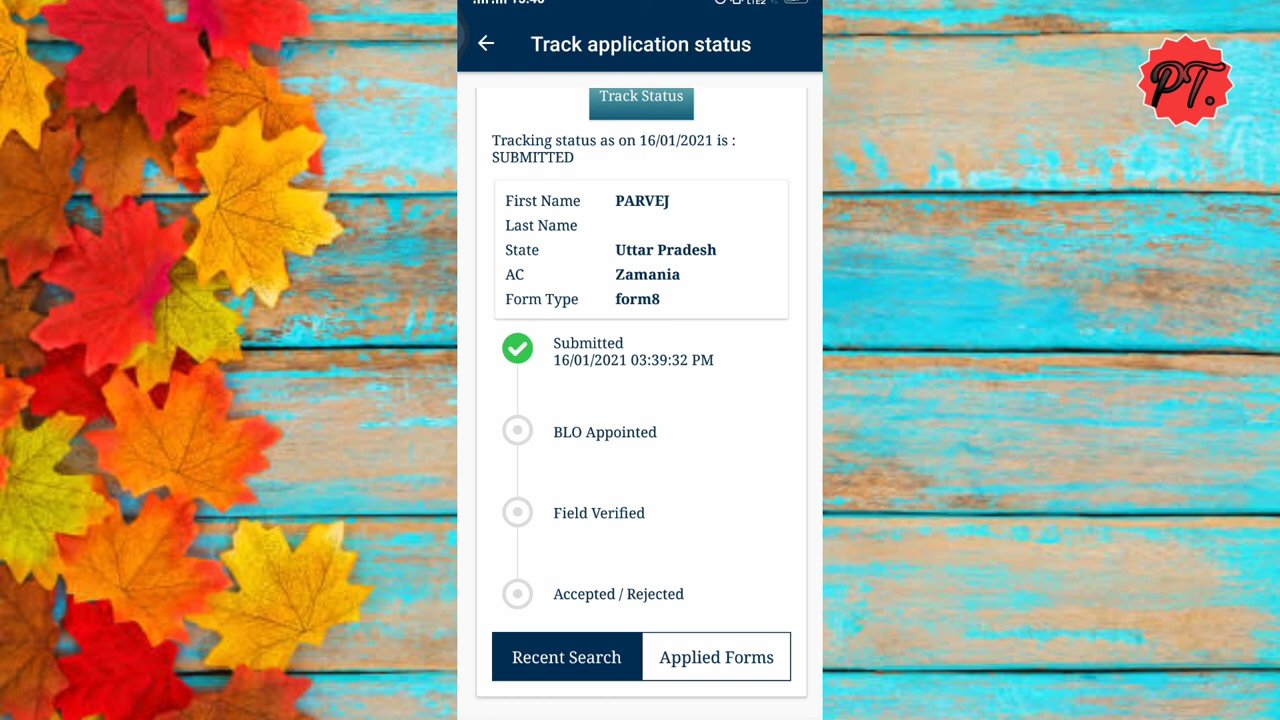 Track application status
PT.
Track Status
Tracking status as on 16/01/2021 is :
SUBMITTED
First Name PARVEJ
Last Name
State Uttar Pradesh
AC Zamania
Form Type form8
Submitted
16/01/2021 03:39:32 PM
BLO Appointed
Field Verified
Accepted / Rejected
Recent Search Applied Forms